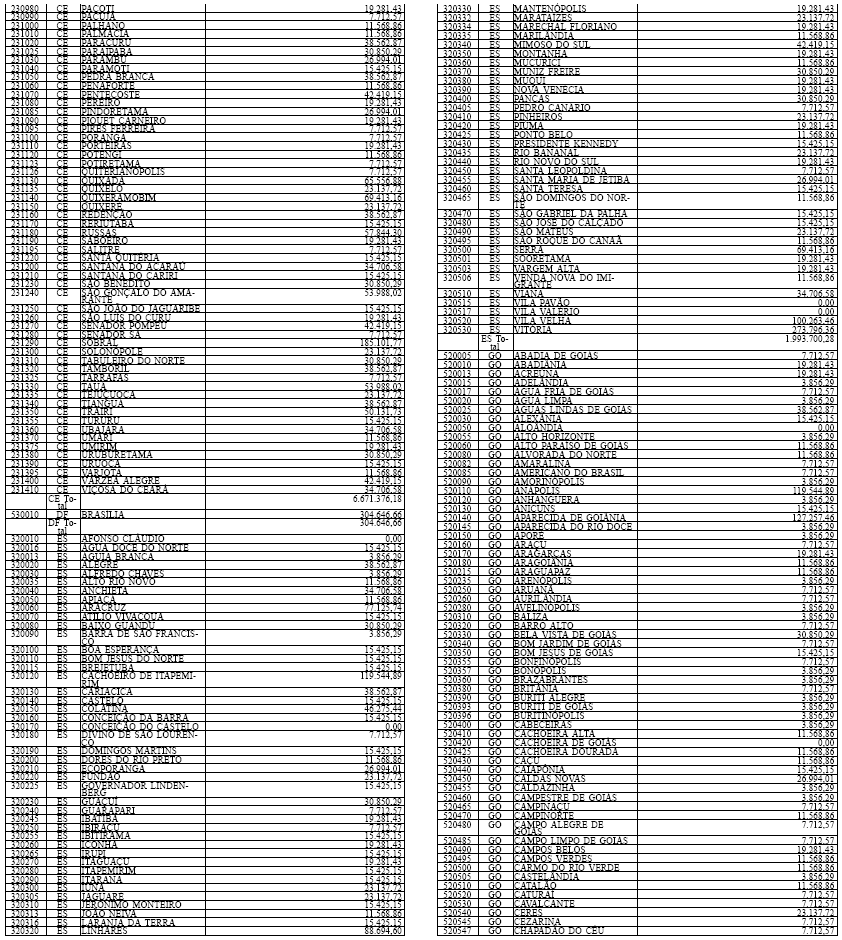 230980 CE PACOTI 19.281,43
230990 CE PACUJÁ 7.712,57
231000 CE PALHANO 11.568,86
231010 CE PALMÁCIA 11.568,86
231020 CE PARACURU 38.562,87
231025 CE PARAIPABA 30.850,29
231030 CE PARAMBU 26.994,01
231040 CE PARAMOTI 15.425,15
231050 CE PEDRA BRANCA 38.562,87
231060 CE PENAFORTE 11.568,86
231070 CE PENTECOSTE 42.419,15
231080 CE PEREIRO 19.281,43
231085 CE PINDORETAMA 26.994,01
231090 CE PIQUET CARNEIRO 19.281,43
231095 CE PIRES FERREIRA 7.712,57
231100 CE PORANGA 7.712,57
231110 CE PORTEIRAS 19.281,43
231120 CE POTENGI 11.568,86
231123 CE POTIRETAMA 7.712,57
231126 CE QUITERIANÓPOLIS 7.712,57
231130 CE QUIXADÁ 65.556,88
231135 CE QUIXELÔ 23.137,72
231140 CE QUIXERAMOBIM 69.413,16
231150 CE QUIXERÉ 23.137,72
231160 CE REDENÇÃO 38.562,87
231170 CE RERIUTABA 15.425,15
231180 CE RUSSAS 57.844,30
231190 CE SABOEIRO 19.281,43
231195 CE SALITRE 7.712,57
231220 CE SANTA QUITÉRIA 15.425,15
231200 CE SANTANA DO ACARAÚ 34.706,58
231210 CE SANTANA DO CARIRI 15.425,15
231230 CE SÃO BENEDITO 30.850,29
231240 CE SÃO GONÇALO DO AMA- 53.988,02
RANTE
231250 CE SÃO JOÃO DO JAGUARIBE 15.425,15
231260 CE SÃO LUÍS DO CURU 19.281,43
231270 CE SENADOR POMPEU 42.419,15
231280 CE SENADOR SÁ 7.712,57
231290 CE SOBRAL 185.101,77
231300 CE SOLONÓPOLE 23.137,72
231310 CE TABULEIRO DO NORTE 30.850,29
231320 CE TAMBORIL 38.562,87
231325 CE TARRAFAS 7.712,57
231330 CE TAUÁ 53.988,02
231335 CE TEJUÇUOCA 23.137,72
231340 CE TIANGUÁ 38.562,87
231350 CE TRAIRI 50.131,73
231355 CE TURURU 15.425,15
231360 CE UBAJARA 34.706,58
231370 CE UMARI 11.568,86
231375 CE UMIRIM 19.281,43
231380 CE URUBURETAMA 30.850,29
231390 CE URUOCA 15.425,15
231395 CE VARJOTA 11.568,86
231400 CE VÁRZEA ALEGRE 42.419,15
231410 CE VIÇOSA DO CEARÁ 34.706,58
CE To- 6.671.376,18
tal
530010 DF BRASÍLIA 304.646,66
DF To- 304.646,66
tal
320010 ES AFONSO CLÁUDIO 0,00
320016 ES ÁGUA DOCE DO NORTE 15.425,15
320013 ES ÁGUIA BRANCA 3.856,29
320020 ES ALEGRE 38.562,87
320030 ES ALFREDO CHAVES 3.856,29
320035 ES ALTO RIO NOVO 11.568,86
320040 ES ANCHIETA 34.706,58
320050 ES APIACÁ 11.568,86
320060 ES ARACRUZ 77.125,74
320070 ES ATILIO VIVACQUA 15.425,15
320080 ES BAIXO GUANDU 30.850,29
320090 ES BARRA DE SÃO FRANCIS- 3.856,29
CO
320100 ES BOA ESPERANÇA 15.425,15
320110 ES BOM JESUS DO NORTE 15.425,15
320115 ES BREJETUBA 15.425,15
320120 ES CACHOEIRO DE ITAPEMI- 119.544,89
RIM
320130 ES CARIACICA 38.562,87
320140 ES CASTELO 15.425,15
320150 ES COLATINA 46.275,44
320160 ES CONCEIÇÃO DA BARRA 15.425,15
320170 ES CONCEIÇÃO DO CASTELO 0,00
320180 ES DIVINO DE SÃO LOUREN- 7.712,57
ÇO
320190 ES DOMINGOS MARTINS 15.425,15
320200 ES DORES DO RIO PRETO 11.568,86
320210 ES ECOPORANGA 26.994,01
320220 ES FUNDÃO 23.137,72
320225 ES GOVERNADOR LINDEN- 15.425,15
BERG
320230 ES GUAÇUÍ 30.850,29
320240 ES GUARAPARI 7.712,57
320245 ES IBATIBA 19.281,43
320250 ES IBIRAÇU 7.712,57
320255 ES IBITIRAMA 15.425,15
320260 ES ICONHA 19.281,43
320265 ES IRUPI 15.425,15
320270 ES ITAGUAÇU 19.281,43
320280 ES ITAPEMIRIM 15.425,15
320290 ES ITARANA 15.425,15
320300 ES IÚNA 23.137,72
320305 ES JAGUARÉ 23.137,72
320310 ES JERÔNIMO MONTEIRO 15.425,15
320313 ES JOÃO NEIVA 11.568,86
320316 ES LARANJA DA TERRA 15.425,15
320320 ES LINHARES 88.694,60
320330 ES MANTENÓPOLIS 19.281,43
320332 ES MARATAÍZES 23.137,72
320334 ES MARECHAL FLORIANO 19.281,43
320335 ES MARILÂNDIA 11.568,86
320340 ES MIMOSO DO SUL 42.419,15
320350 ES MONTANHA 19.281,43
320360 ES MUCURICI 11.568,86
320370 ES MUNIZ FREIRE 30.850,29
320380 ES MUQUI 19.281,43
320390 ES NOVA VENÉCIA 19.281,43
320400 ES PANCAS 30.850,29
320405 ES PEDRO CANÁRIO 7.712,57
320410 ES PINHEIROS 23.137,72
320420 ES PIÚMA 19.281,43
320425 ES PONTO BELO 11.568,86
320430 ES PRESIDENTE KENNEDY 15.425,15
320435 ES RIO BANANAL 23.137,72
320440 ES RIO NOVO DO SUL 19.281,43
320450 ES SANTA LEOPOLDINA 7.712,57
320455 ES SANTA MARIA DE JETIBÁ 26.994,01
320460 ES SANTA TERESA 15.425,15
320465 ES SÃO DOMINGOS DO NOR- 11.568,86
TE
320470 ES SÃO GABRIEL DA PALHA 15.425,15
320480 ES SÃO JOSÉ DO CALÇADO 15.425,15
320490 ES SÃO MATEUS 23.137,72
320495 ES SÃO ROQUE DO CANAÃ 11.568,86
320500 ES SERRA 69.413,16
320501 ES SOORETAMA 19.281,43
320503 ES VARGEM ALTA 19.281,43
320506 ES VENDA NOVA DO IMI- 11.568,86
GRANTE
320510 ES VIANA 34.706,58
320515 ES VILA PAVÃO 0,00
320517 ES VILA VALÉRIO 0,00
320520 ES VILA VELHA 100.263,46
320530 ES VITÓRIA 273.796,36
ES To- 1.993.700,28
tal
520005 GO ABADIA DE GOIÁS 7.712,57
520010 GO ABADIÂNIA 19.281,43
520013 GO ACREÚNA 19.281,43
520015 GO ADELÂNDIA 3.856,29
520017 GO ÁGUA FRIA DE GOIÁS 7.712,57
520020 GO ÁGUA LIMPA 3.856,29
520025 GO ÁGUAS LINDAS DE GOIÁS 38.562,87
520030 GO ALEXÂNIA 15.425,15
520050 GO ALOÂNDIA 0,00
520055 GO ALTO HORIZONTE 3.856,29
520060 GO ALTO PARAÍSO DE GOIÁS 11.568,86
520080 GO ALVORADA DO NORTE 11.568,86
520082 GO AMARALINA 7.712,57
520085 GO AMERICANO DO BRASIL 7.712,57
520090 GO AMORINÓPOLIS 3.856,29
520110 GO ANÁPOLIS 119.544,89
520120 GO ANHANGUERA 3.856,29
520130 GO ANICUNS 15.425,15
520140 GO APARECIDA DE GOIÂNIA 127.257,46
520145 GO APARECIDA DO RIO DOCE 3.856,29
520150 GO APORÉ 3.856,29
520160 GO ARAÇU 7.712,57
520170 GO ARAGARÇAS 19.281,43
520180 GO ARAGOIÂNIA 11.568,86
520215 GO ARAGUAPAZ 11.568,86
520235 GO ARENÓPOLIS 3.856,29
520250 GO ARUANÃ 7.712,57
520260 GO AURILÂNDIA 7.712,57
520280 GO AVELINÓPOLIS 3.856,29
520310 GO BALIZA 3.856,29
520320 GO BARRO ALTO 7.712,57
520330 GO BELA VISTA DE GOIÁS 30.850,29
520340 GO BOM JARDIM DE GOIÁS 7.712,57
520350 GO BOM JESUS DE GOIÁS 15.425,15
520355 GO BONFINÓPOLIS 7.712,57
520357 GO BONÓPOLIS 3.856,29
520360 GO BRAZABRANTES 3.856,29
520380 GO BRITÂNIA 7.712,57
520390 GO BURITI ALEGRE 3.856,29
520393 GO BURITI DE GOIÁS 3.856,29
520396 GO BURITINÓPOLIS 3.856,29
520400 GO CABECEIRAS 3.856,29
520410 GO CACHOEIRA ALTA 11.568,86
520420 GO CACHOEIRA DE GOIÁS 0,00
520425 GO CACHOEIRA DOURADA 11.568,86
520430 GO CAÇU 11.568,86
520440 GO CAIAPÔNIA 15.425,15
520450 GO CALDAS NOVAS 26.994,01
520455 GO CALDAZINHA 3.856,29
520460 GO CAMPESTRE DE GOIÁS 3.856,29
520465 GO CAMPINAÇU 7.712,57
520470 GO CAMPINORTE 11.568,86
520480 GO CAMPO ALEGRE DE 7.712,57
GOIÁS
520485 GO CAMPO LIMPO DE GOIÁS 7.712,57
520490 GO CAMPOS BELOS 19.281,43
520495 GO CAMPOS VERDES 11.568,86
520500 GO CARMO DO RIO VERDE 11.568,86
520505 GO CASTELÂNDIA 3.856,29
520510 GO CATALÃO 11.568,86
520520 GO CATURAÍ 7.712,57
520530 GO CAVALCANTE 7.712,57
520540 GO CERES 23.137,72
520545 GO CEZARINA 7.712,57
520547 GO CHAPADÃO DO CÉU 7.712,57